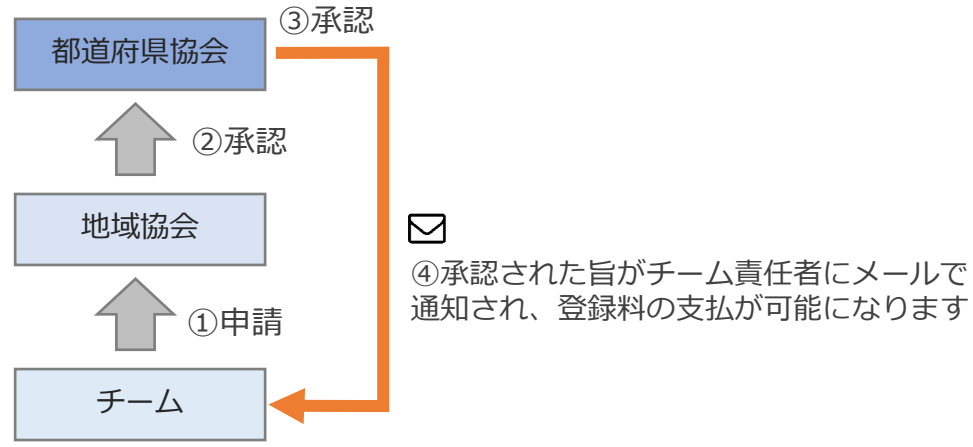 ③承認
都道府県協会
②承認
地域協会
④承認された旨がチーム責任者にメールで
通知され、登録料の支払が可能になります
①申請
チーム